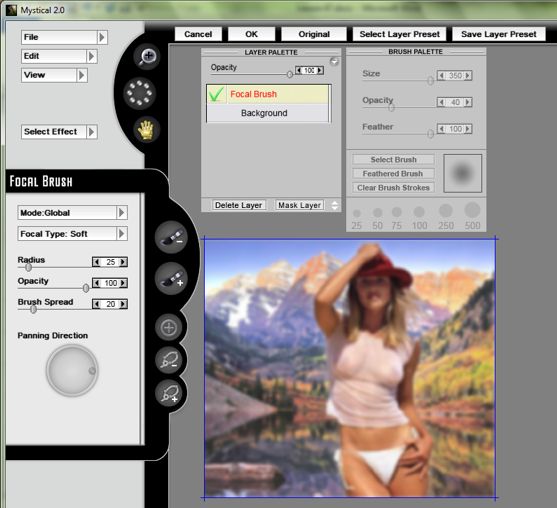 Mystical 2.0
File
Edit
View
Select Effect
FOCAL BRUSH
Mode:Global
Focal Type: Soft
Radius 25
Opacity 100
Brush Spread 20
Panning Direction
Cancel OK Original Select Layer Preset Save Layer Preset
LAYER PALETTE
Opacity 100
Focal Brush
Background
Delete Layer Mask Layer
BRUSH PALETTE
Size 350
Opacity 40
Feather 100
Select Brush
Feathered Brush
Clear Brush Strokes
25 50 75 100 250 500